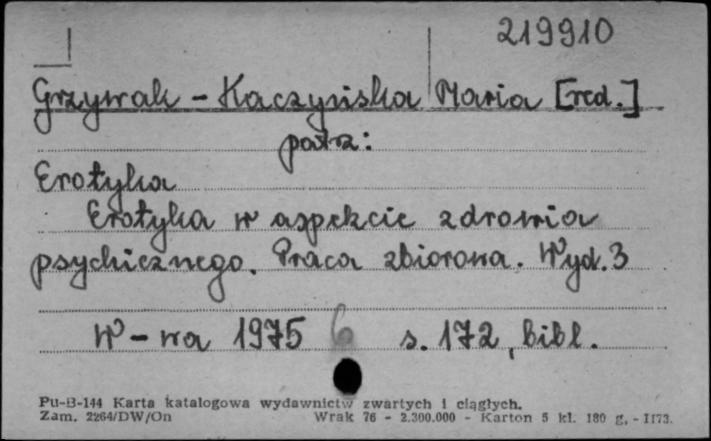 219910
Grzywak-Kaczyńska Maria [red.]
patrz:
Erotyka
Erotyka w aspekcie zdrowia
psychicznego. Praca zbiorowa. Wyd. 3
W-wa 1975 6 s. 172, bibl.
Pu-B-144 Karta katalogowa wydawnictw zwartych i ciągłych.
Zam. 2264/DW/On Wrak 76 - 2.300.000 - Karton 5 kl. 180 g. - II73.